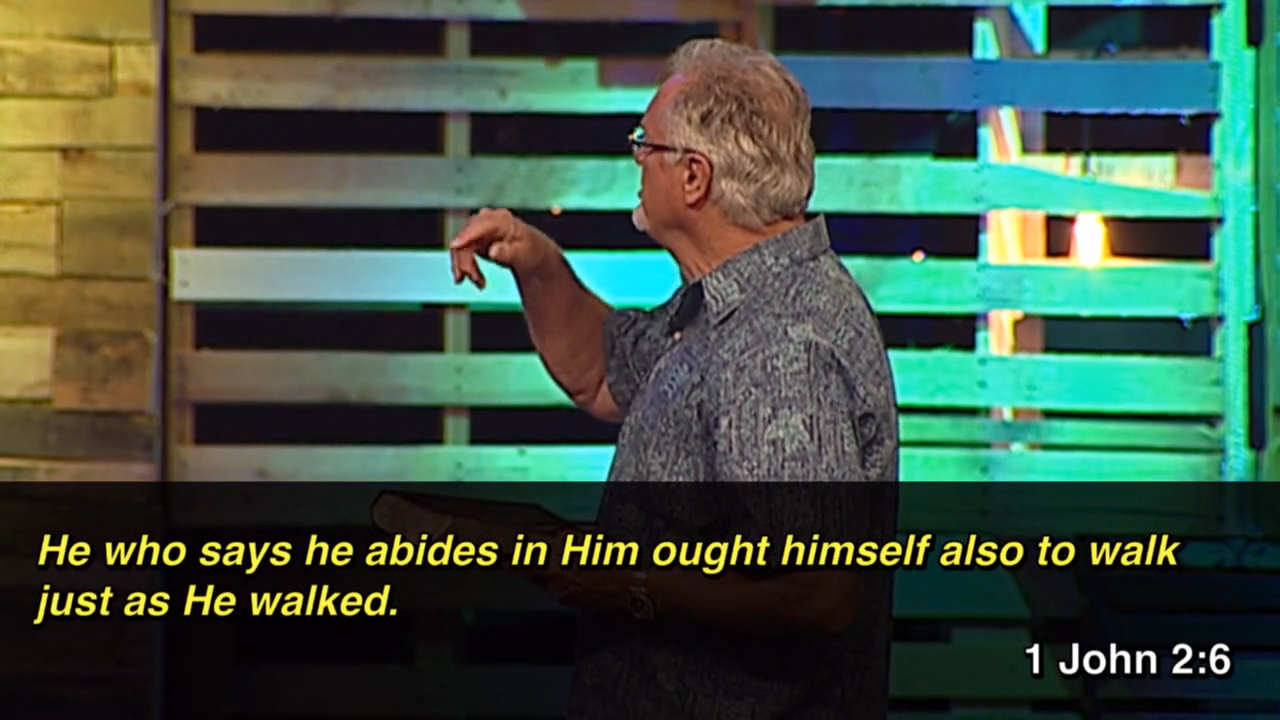 He who says he abides in Him ought himself also to walk
just as He walked.
1 John 2:6